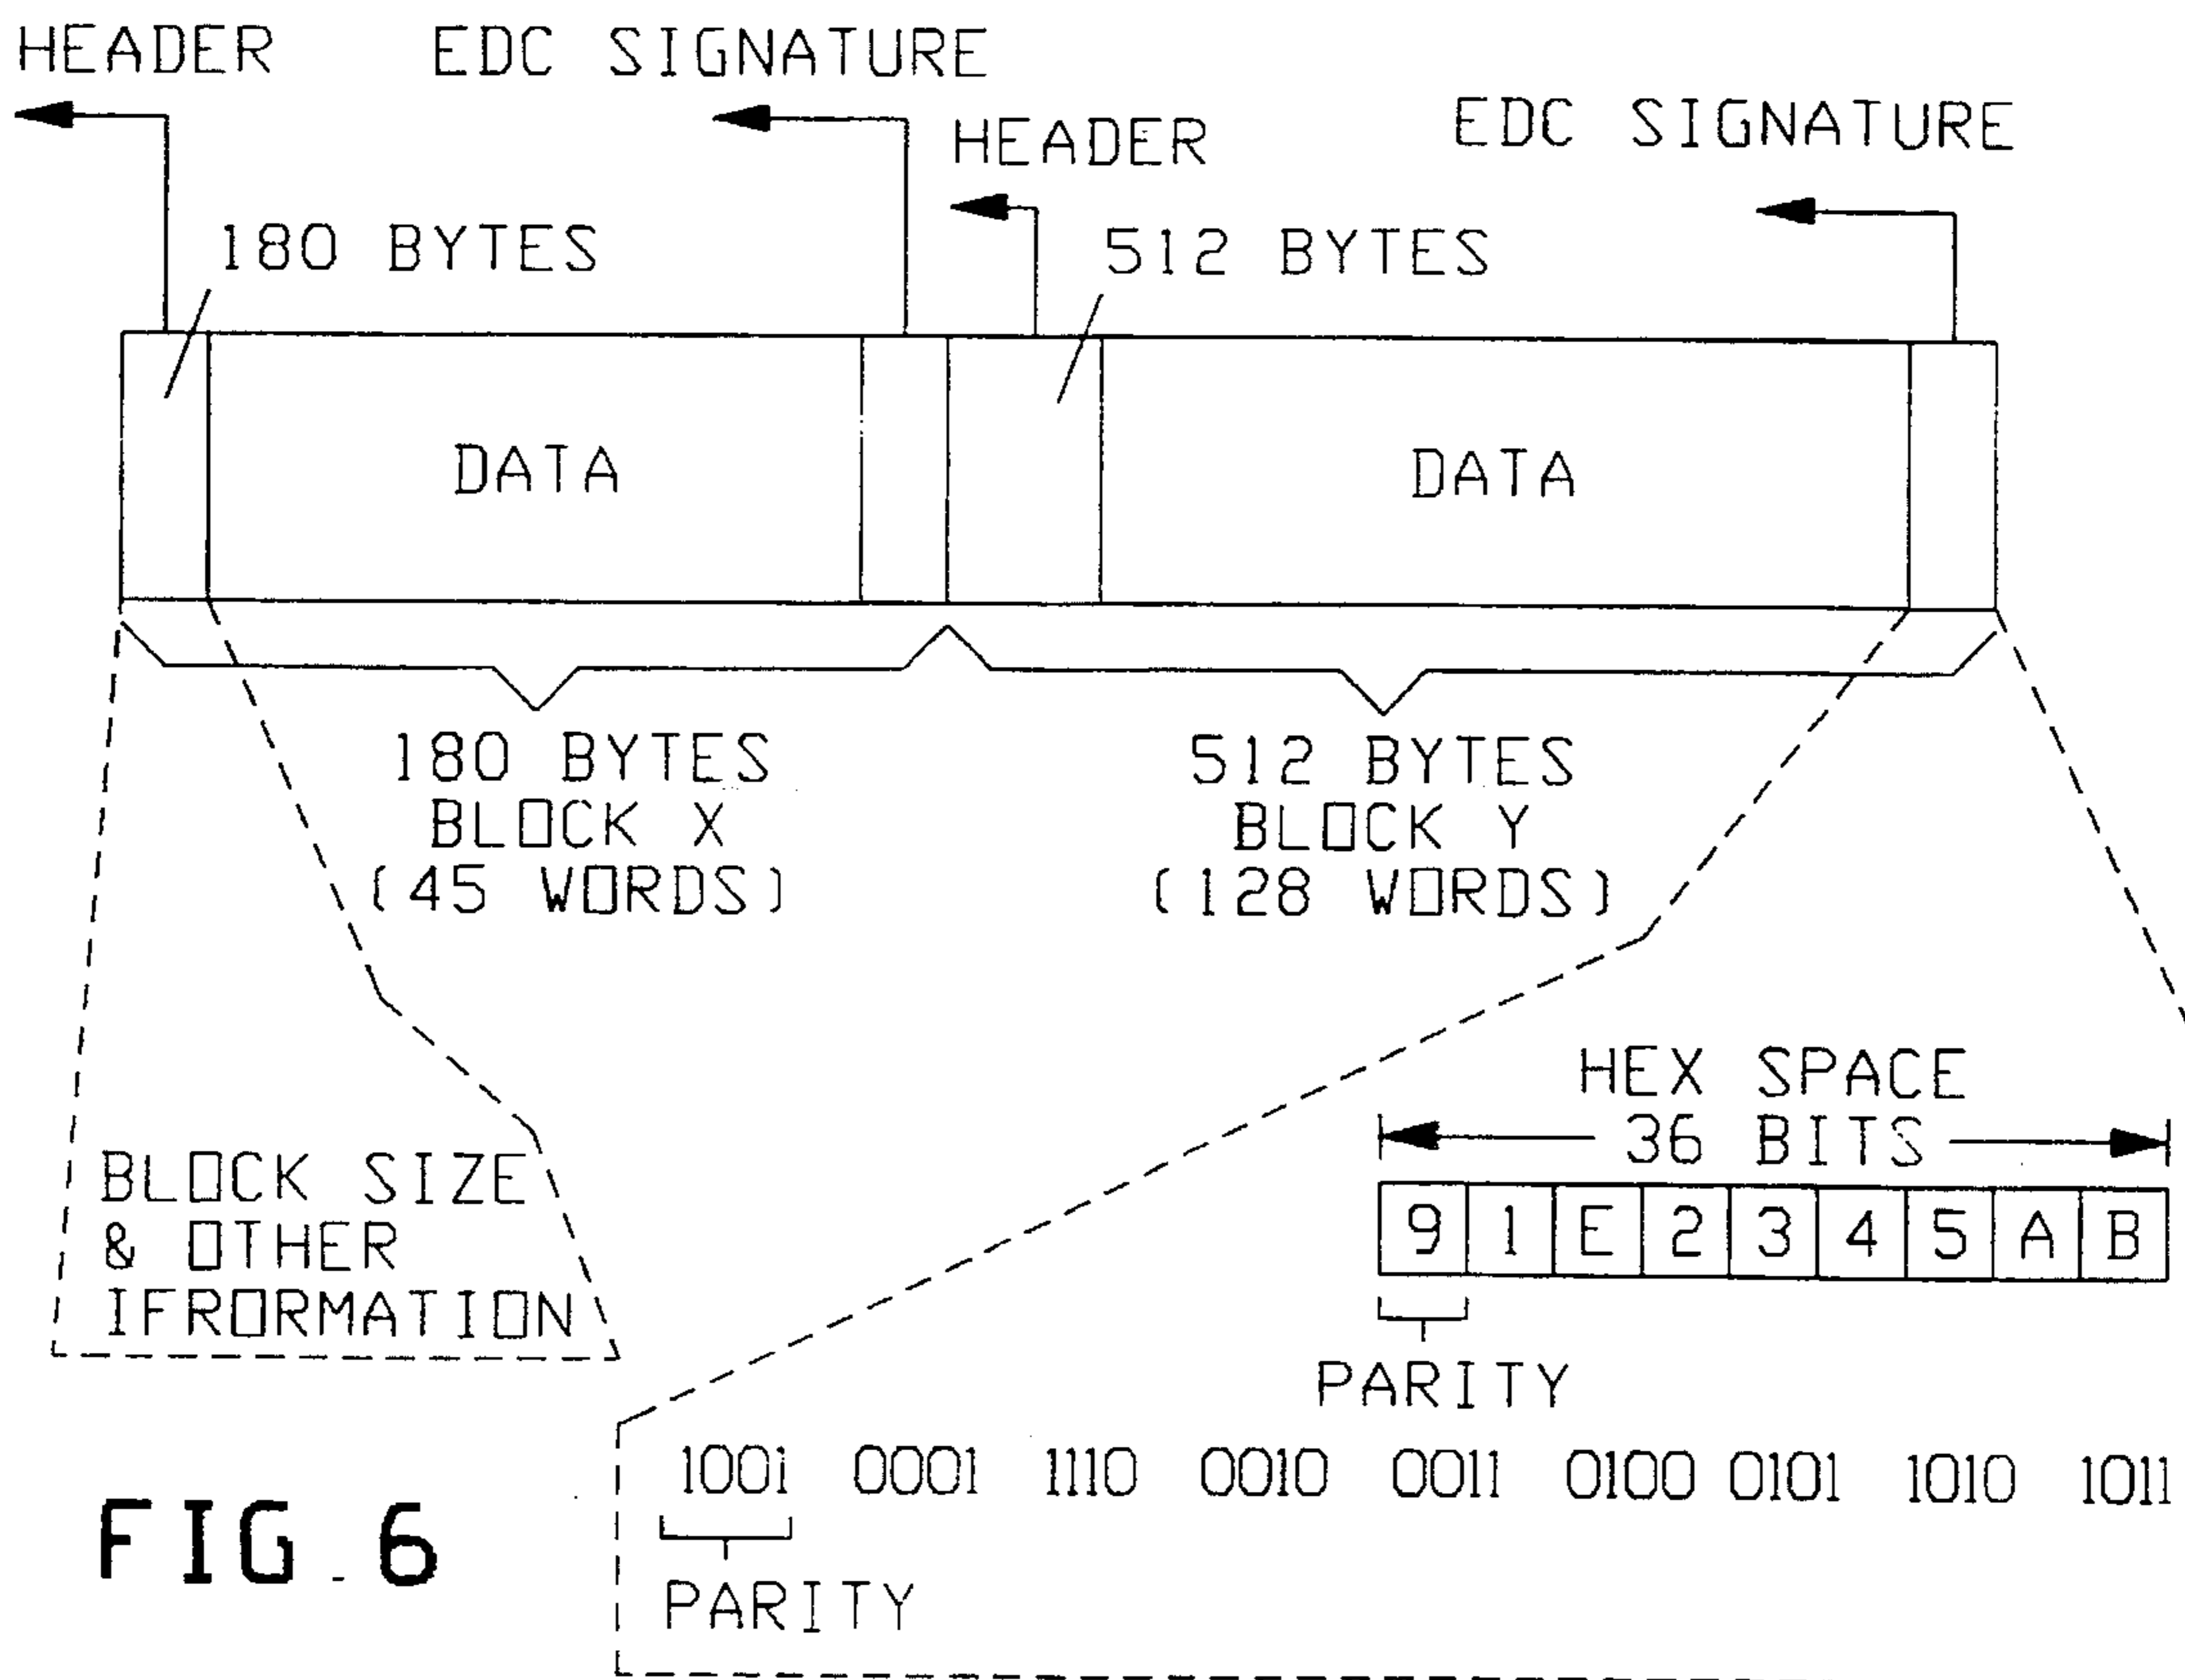 HEADER
EDC SIGNATURE
HEADER
EDC SIGNATURE
180 BYTES
512 BYTES
DATA
DATA
180 BYTES
BLOCK X
(45 WORDS)
512 BYTES
BLOCK Y
(128 WORDS)
HEX SPACE
36 BITS
9 1 E 2 3 4 5 A B
PARITY
BLOCK SIZE
& OTHER
IFRORMATION
1001 0001 1110 0010 0011 0100 0101 1010 1011
PARITY
FIG. 6